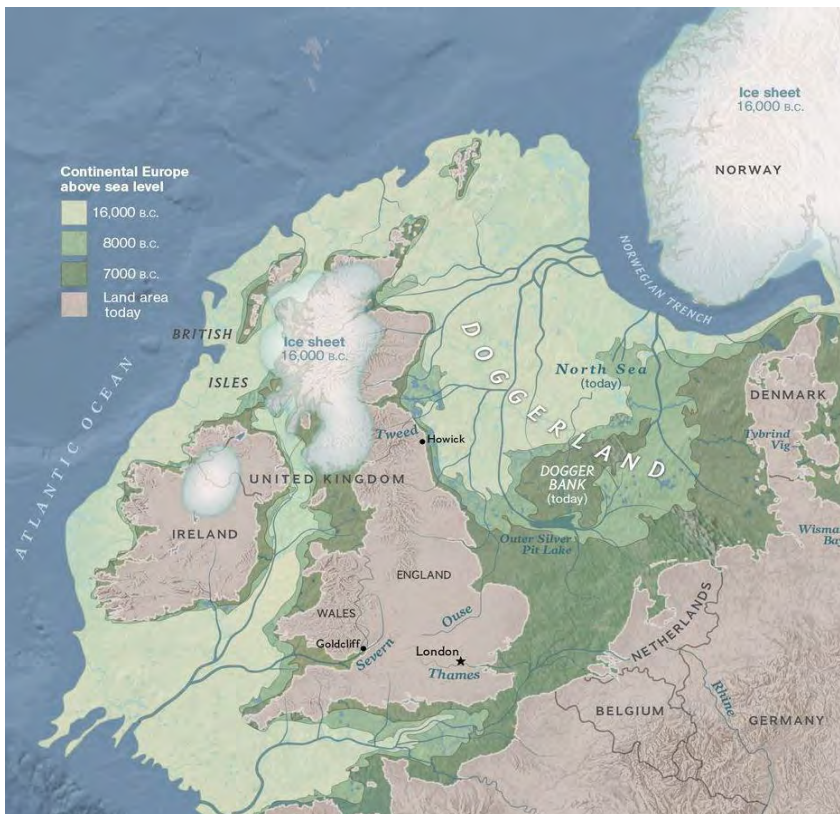 Ice sheet
16,000 B.C.
NORWAY
Continental Europe
above sea level
16,000 B.C.
8000 B.C.
7000 B.C.
Land area
today
NORWEGIAN TRENCH
BRITISH
ISLES
Ice sheet
16,000 B.C.
DOGGERLAND
North Sea
(today)
ATLANTIC OCEAN
DENMARK
Tybrind
Vig
Tweed
Howick
DOGGER
BANK
(today)
UNITED KINGDOM
IRELAND
Outer Silver
Pit Lake
Wisma
Bay
ENGLAND
WALES
Ouse
NETHERLANDS
Goldcliff
Severn
London
Thames
Rhine
BELGIUM
GERMANY